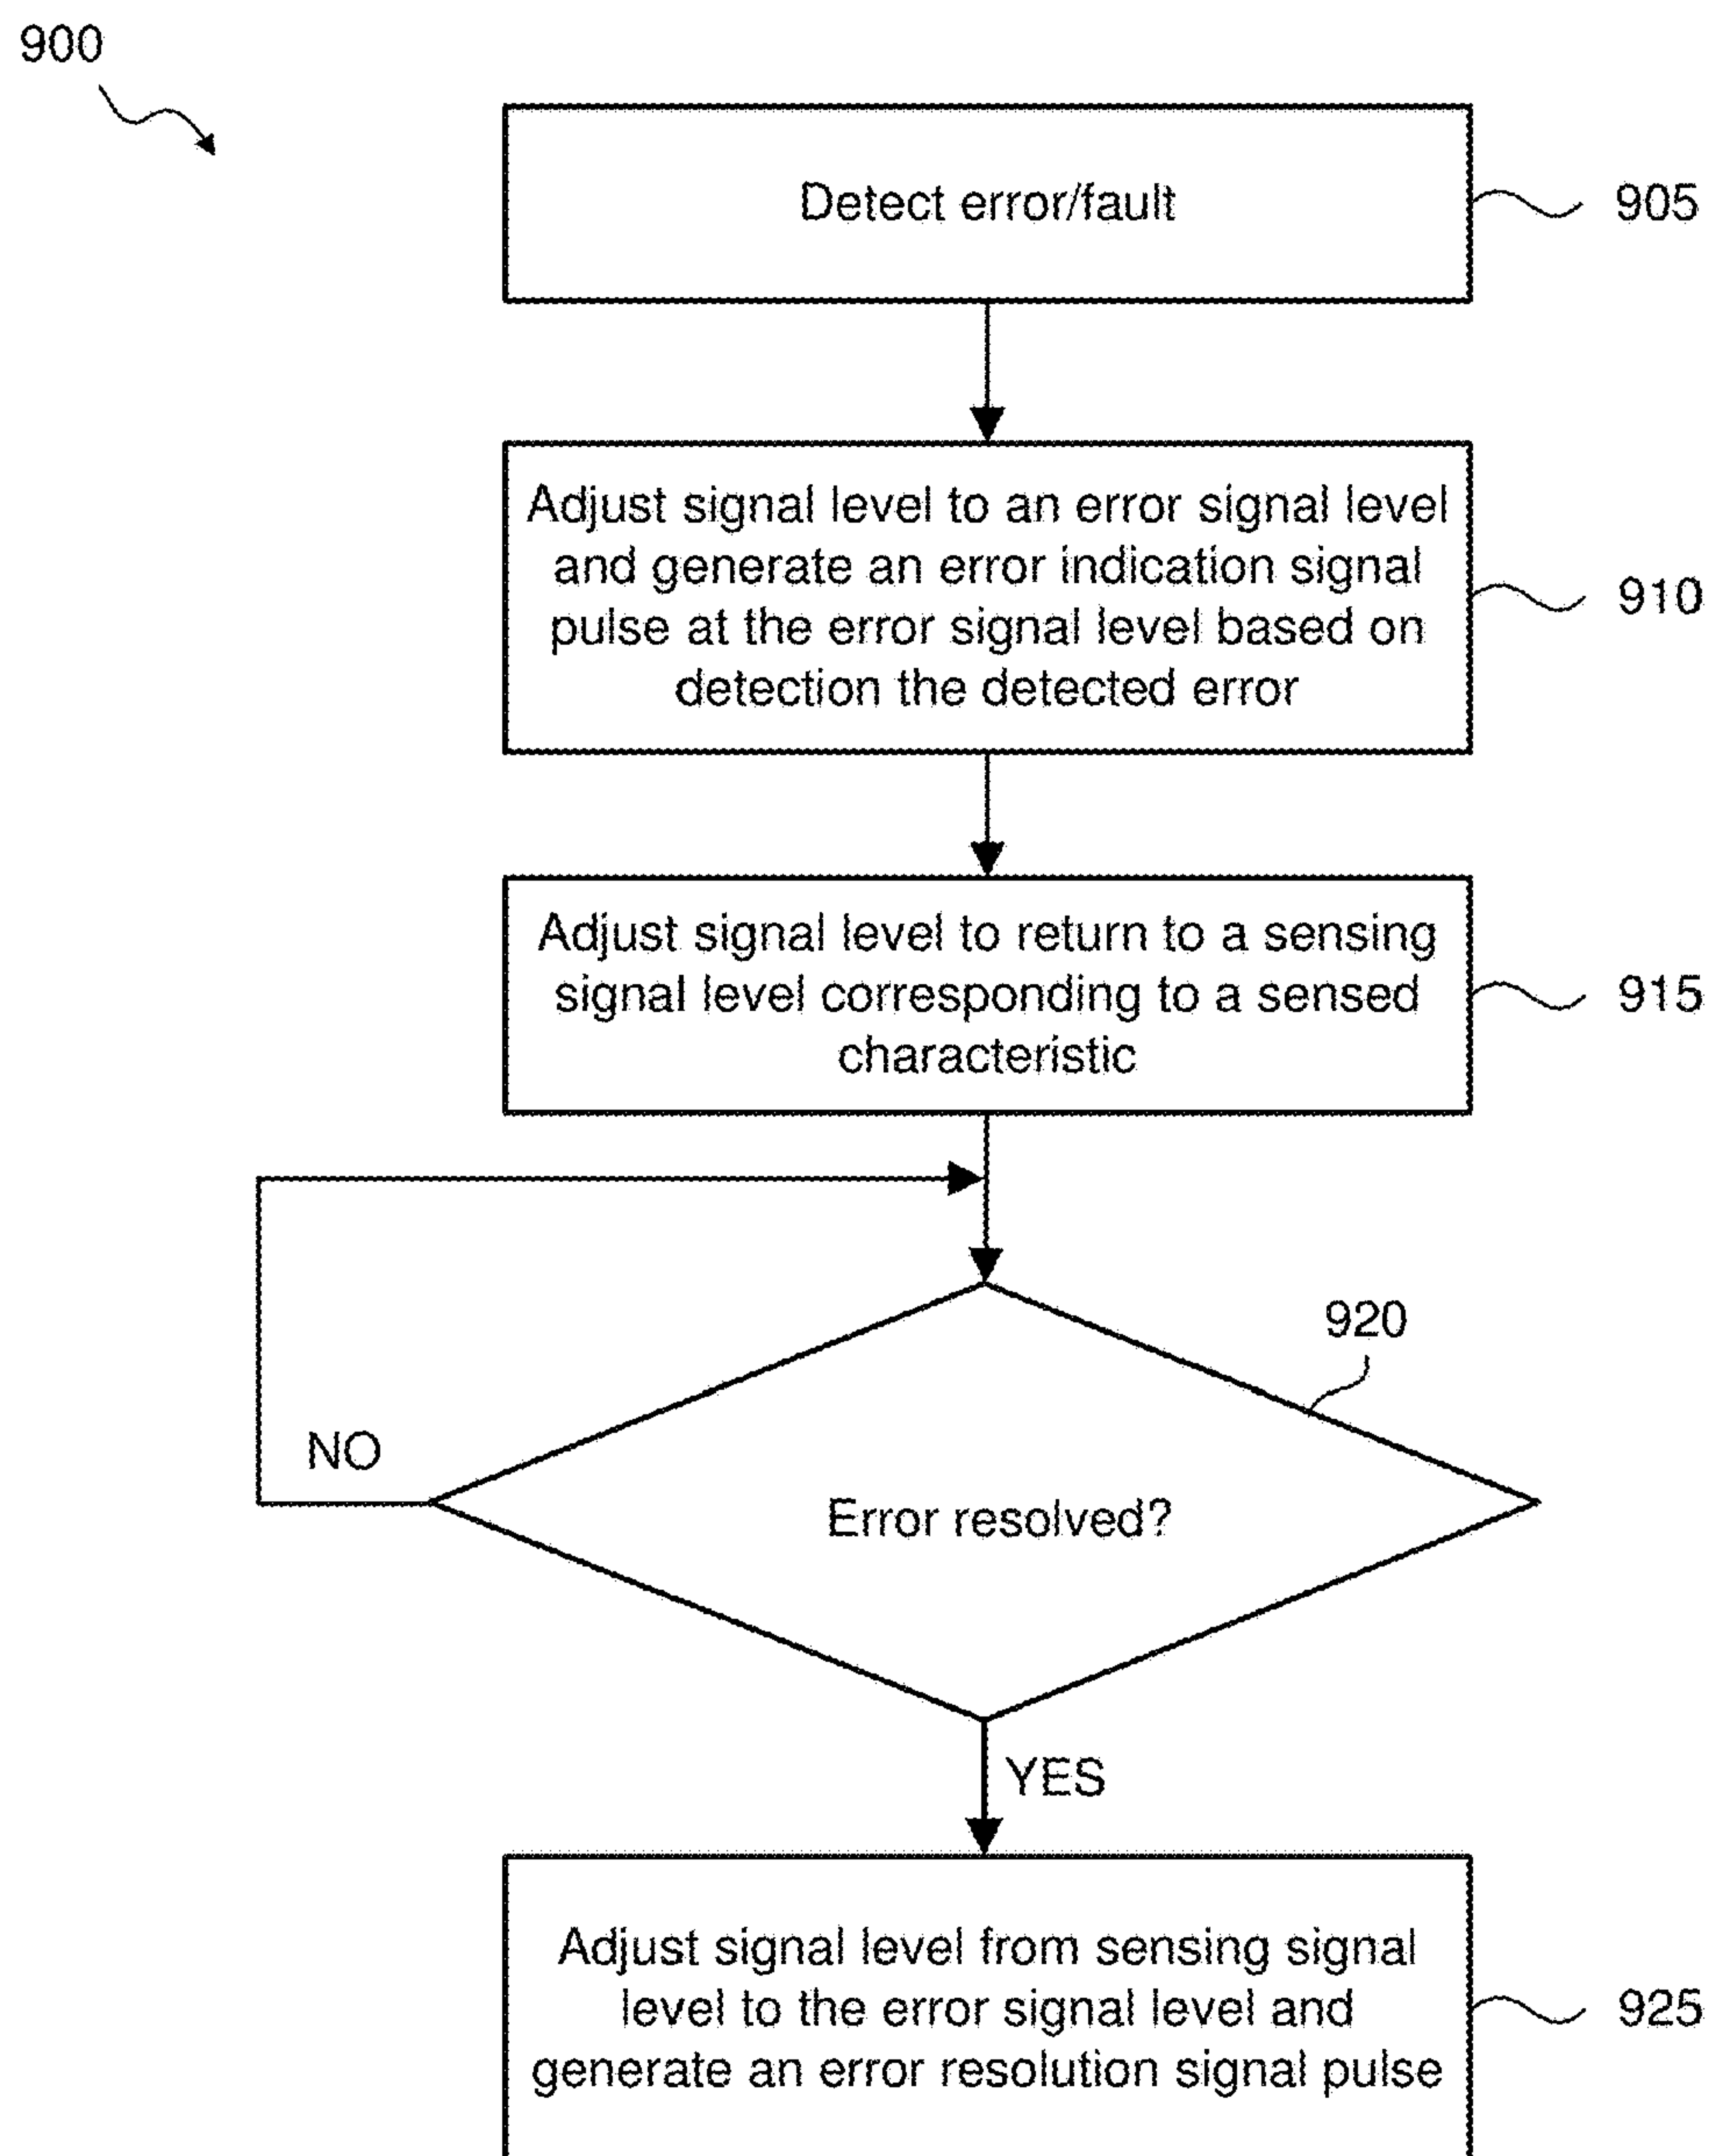 900
Detect error/fault
905
Adjust signal level to an error signal level
and generate an error indication signal
pulse at the error signal level based on
detection the detected error
910
Adjust signal level to return to a sensing
signal level corresponding to a sensed
characteristic
915
920
NO
Error resolved?
YES
Adjust signal level from sensing signal
level to the error signal level and
generate an error resolution signal pulse
925